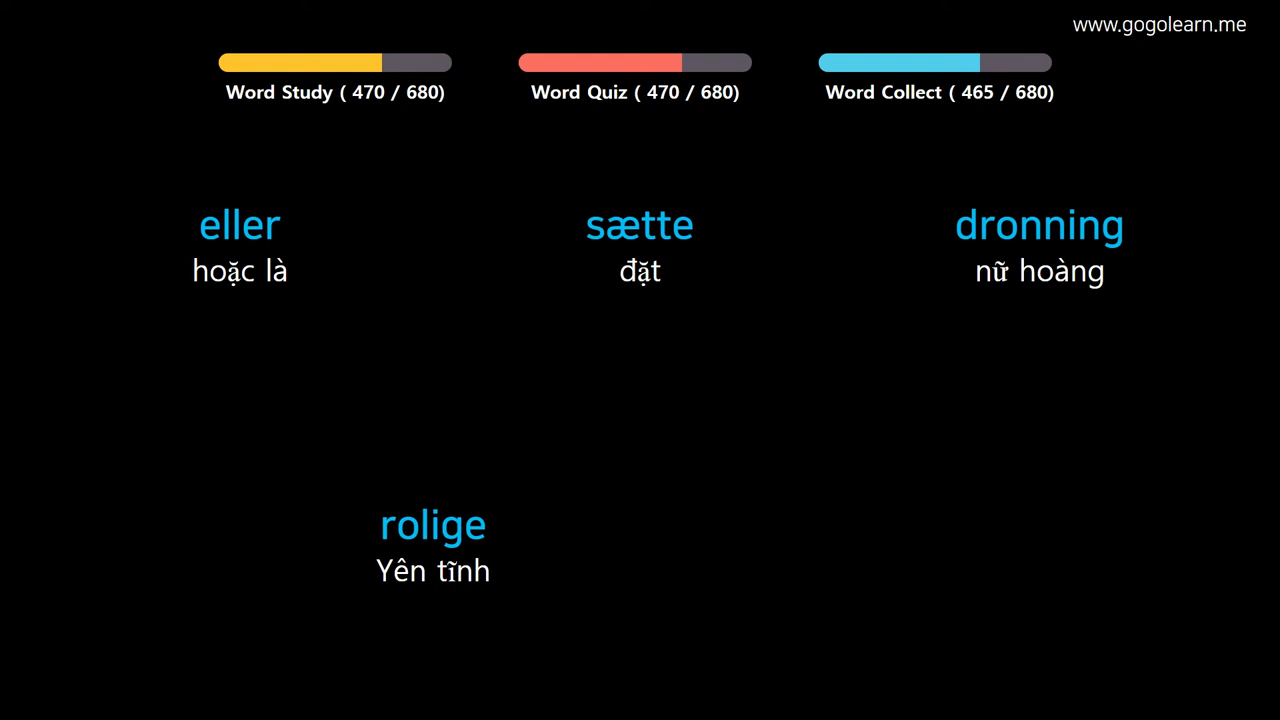 www.gogolearn.me
Word Study ( 470 / 680)
Word Quiz ( 470 / 680)
Word Collect ( 465 / 680)
eller
hoặc là
sætte
đặt
dronning
nữ hoàng
rolige
Yên tĩnh